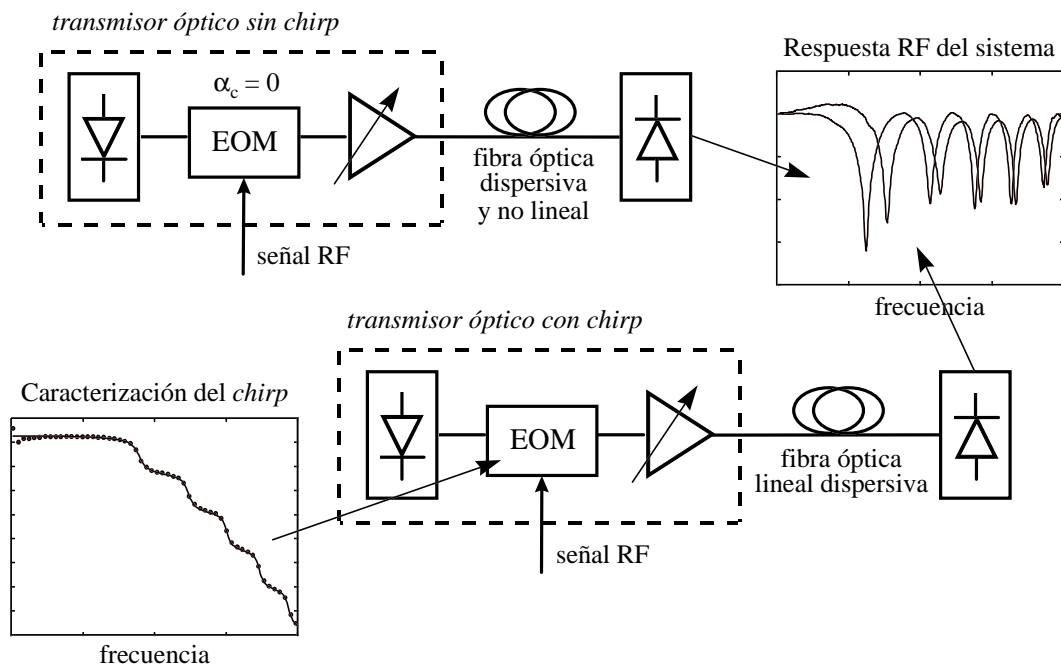 transmisor óptico sin chirp
α_c = 0
EOM
señal RF
fibra óptica
dispersiva
y no lineal
Respuesta RF del sistema
frecuencia
transmisor óptico con chirp
EOM
señal RF
fibra óptica
lineal dispersiva
Caracterización del chirp
frecuencia